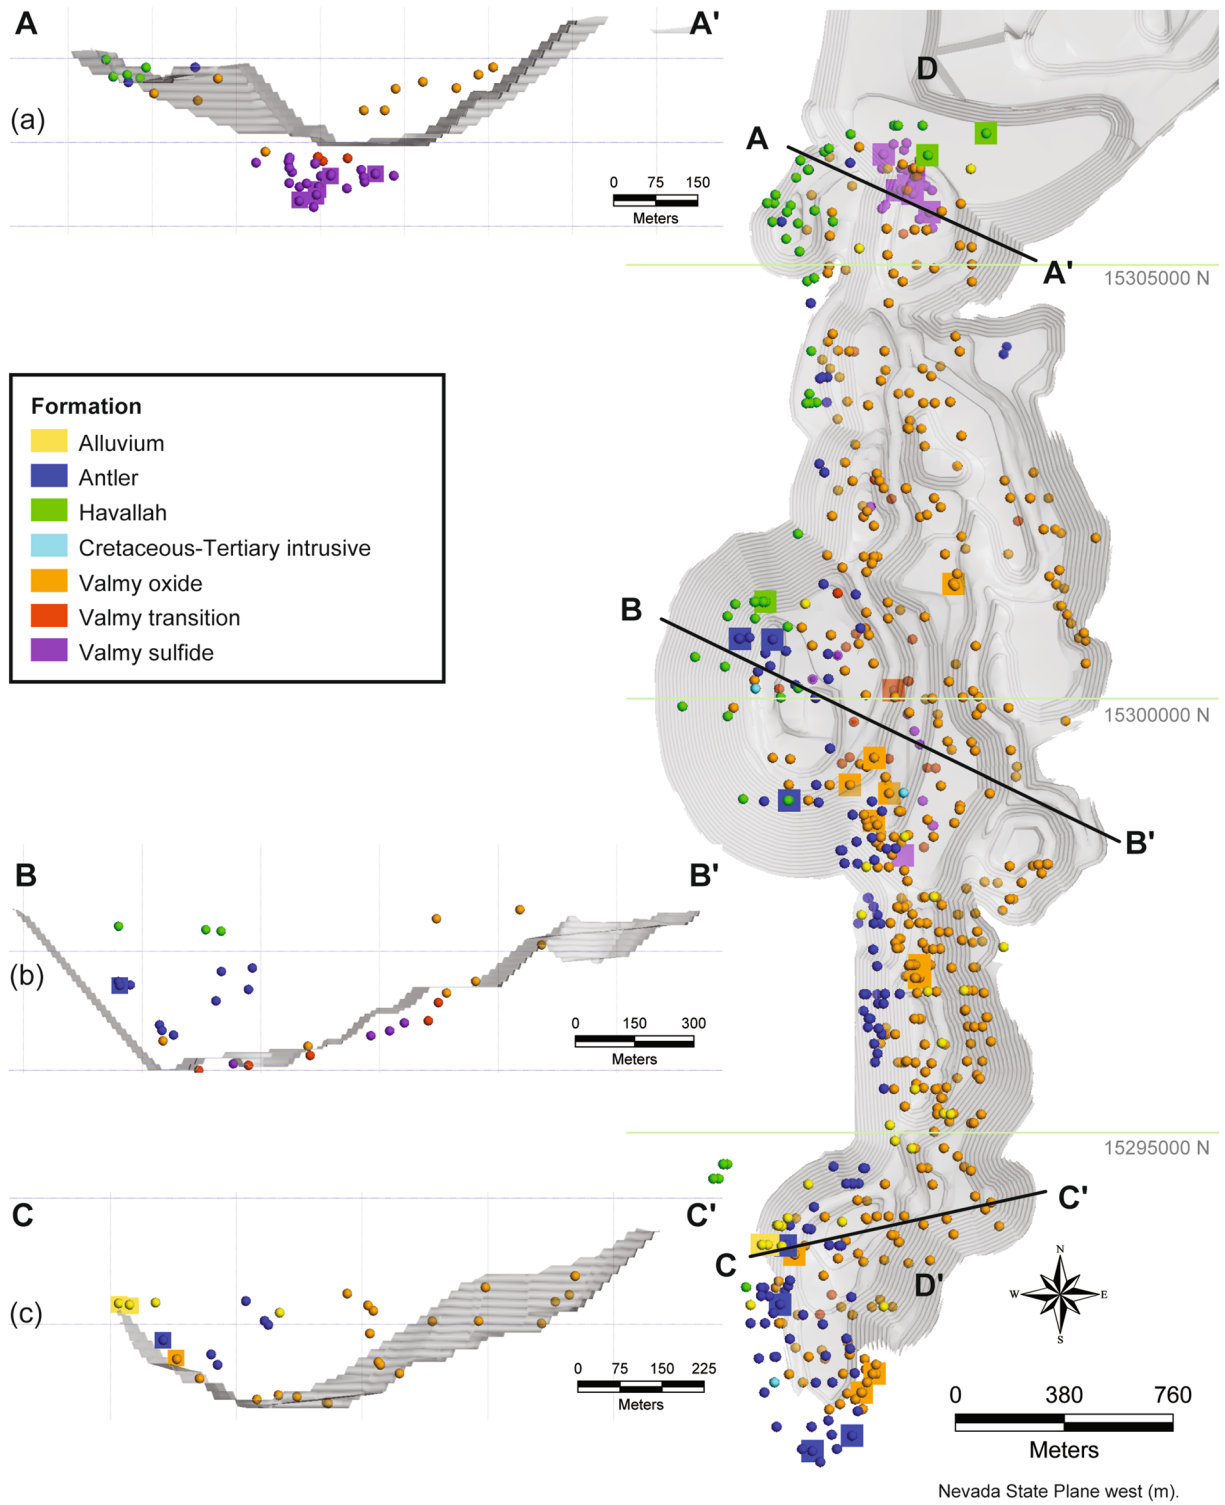 A
A'
(a)
0 75 150
Meters
Formation
Alluvium
Antler
Havallah
Cretaceous-Tertiary intrusive
Valmy oxide
Valmy transition
Valmy sulfide
B
B'
(b)
0 150 300
Meters
C
C'
(c)
0 75 150 225
Meters
D
A
A'
15305000 N
B
15300000 N
B'
15295000 N
C'
C
D'
N
W E
S
0 380 760
Meters
Nevada State Plane west (m).